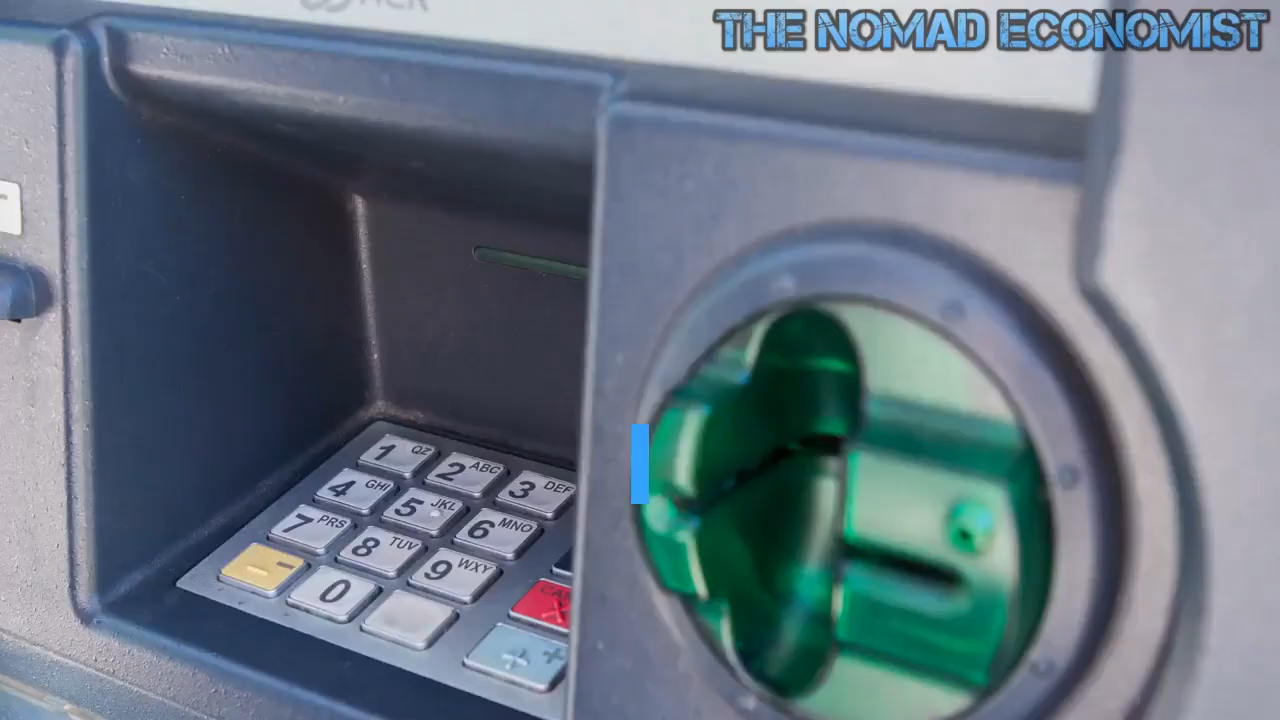 NCR
THE NOMAD ECONOMIST
1 QZ
2 ABC
3 DEF
4 GHI
5 JKL
6 MNO
7 PRS
8 TUV
9 WXY
0